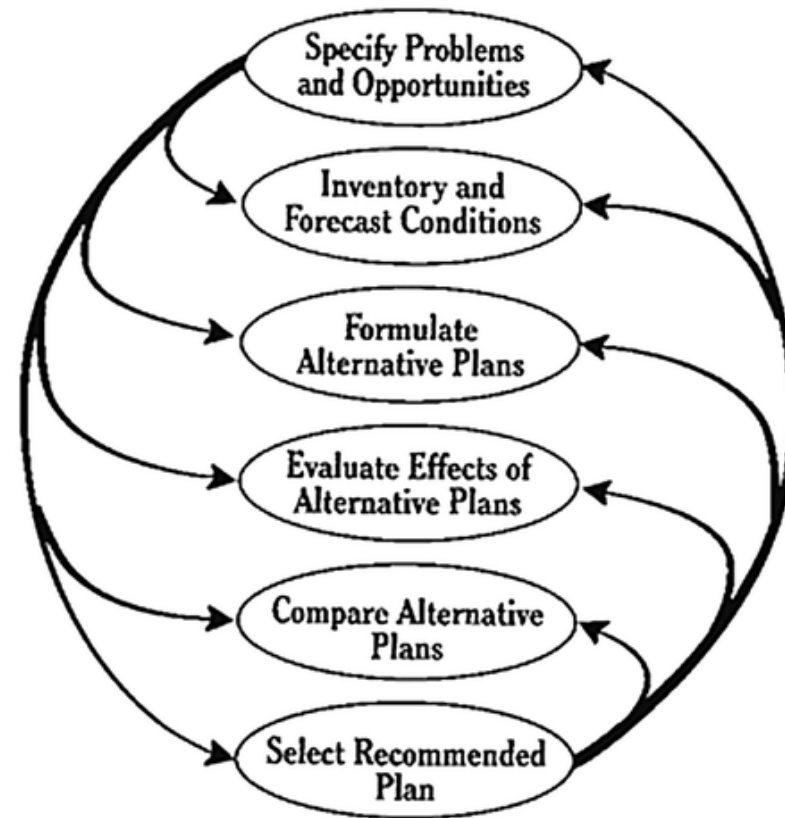 Specify Problems
and Opportunities
Inventory and
Forecast Conditions
Formulate
Alternative Plans
Evaluate Effects of
Alternative Plans
Compare Alternative
Plans
Select Recommended
Plan